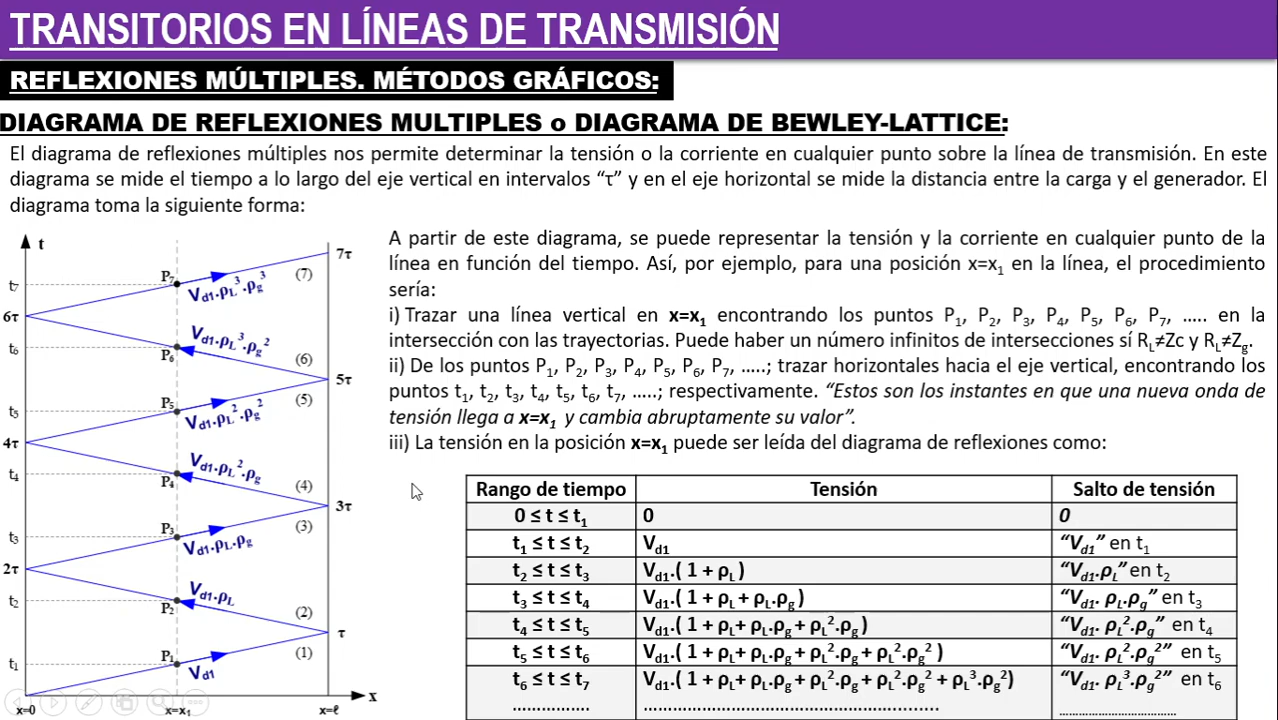 TRANSITORIOS EN LÍNEAS DE TRANSMISIÓN
REFLEXIONES MÚLTIPLES. MÉTODOS GRÁFICOS:
DIAGRAMA DE REFLEXIONES MULTIPLES o DIAGRAMA DE BEWLEY-LATTICE:
El diagrama de reflexiones múltiples nos permite determinar la tensión o la corriente en cualquier punto sobre la línea de transmisión. En este
diagrama se mide el tiempo a lo largo del eje vertical en intervalos “τ” y en el eje horizontal se mide la distancia entre la carga y el generador. El
diagrama toma la siguiente forma:
t
7τ
(7)
P₇
t₇
Vd1.ρL³.ρg³
6τ
Vd1.ρL³.ρg²
t₆
P₆
(6)
5τ
(5)
P₅
t₅
Vd1.ρL².ρg²
4τ
Vd1.ρL².ρg
t₄
P₄
(4)
3τ
(3)
P₃
t₃
Vd1.ρL.ρg
2τ
Vd1.ρL
t₂
P₂
(2)
τ
(1)
P₁
t₁
Vd1
x
x=0
x=x₁
x=ℓ
A partir de este diagrama, se puede representar la tensión y la corriente en cualquier punto de la
línea en función del tiempo. Así, por ejemplo, para una posición x=x₁ en la línea, el procedimiento
sería:
i) Trazar una línea vertical en x=x₁ encontrando los puntos P₁, P₂, P₃, P₄, P₅, P₆, P₇, ….. en la
intersección con las trayectorias. Puede haber un número infinitos de intersecciones sí RL≠Zc y RL≠Zg.
ii) De los puntos P₁, P₂, P₃, P₄, P₅, P₆, P₇, …..; trazar horizontales hacia el eje vertical, encontrando los
puntos t₁, t₂, t₃, t₄, t₅, t₆, t₇, …..; respectivamente. “Estos son los instantes en que una nueva onda de
tensión llega a x=x₁ y cambia abruptamente su valor”.
iii) La tensión en la posición x=x₁ puede ser leída del diagrama de reflexiones como:
Rango de tiempo Tensión Salto de tensión
0 ≤ t ≤ t₁ 0 0
t₁ ≤ t ≤ t₂ Vd1 “Vd1” en t₁
t₂ ≤ t ≤ t₃ Vd1.( 1 + ρL ) “Vd1.ρL” en t₂
t₃ ≤ t ≤ t₄ Vd1.( 1 + ρL + ρL.ρg ) “Vd1. ρL.ρg” en t₃
t₄ ≤ t ≤ t₅ Vd1.( 1 + ρL+ ρL.ρg + ρL².ρg ) “Vd1. ρL².ρg” en t₄
t₅ ≤ t ≤ t₆ Vd1.( 1 + ρL+ ρL.ρg + ρL².ρg + ρL².ρg² ) “Vd1. ρL².ρg²” en t₅
t₆ ≤ t ≤ t₇ Vd1.( 1 + ρL+ ρL.ρg + ρL².ρg + ρL².ρg² + ρL³.ρg²) “Vd1. ρL³.ρg²” en t₆
…............ ….................................................. …..............................